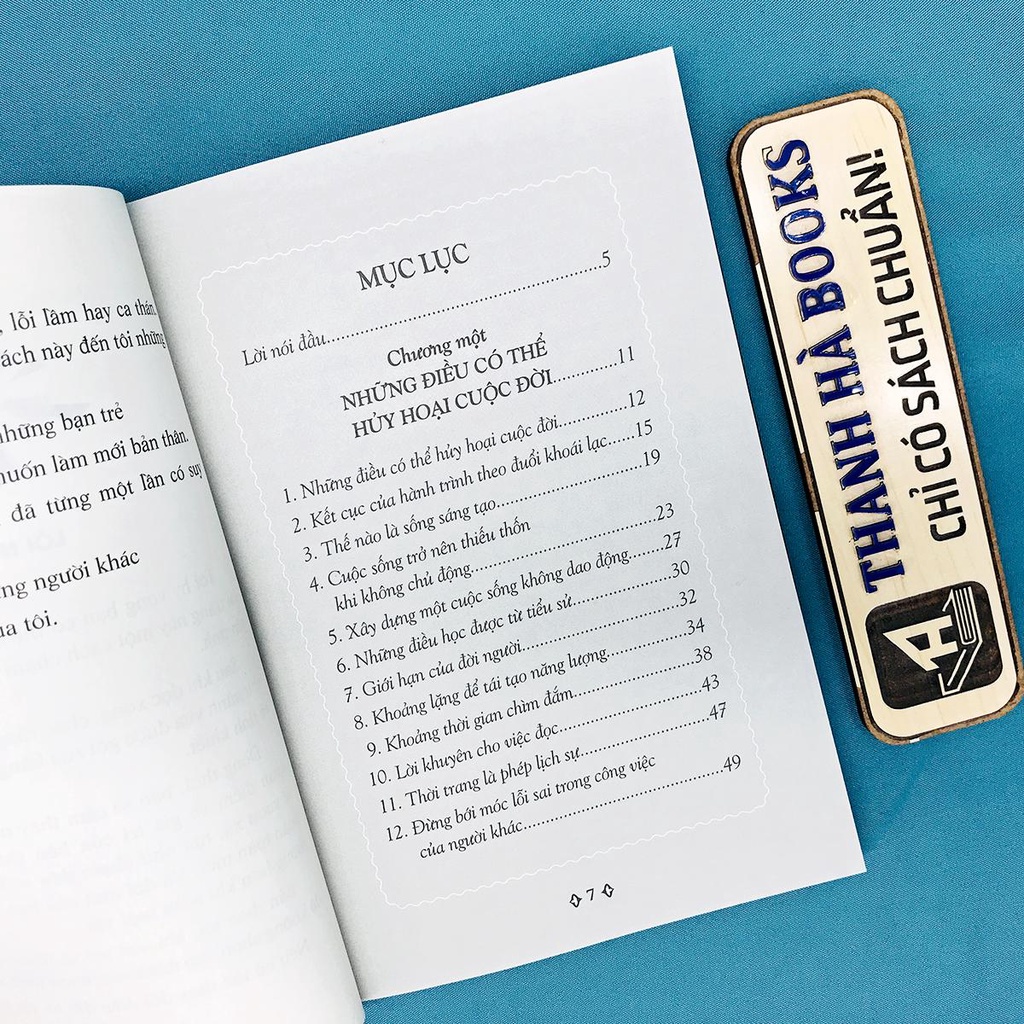 , lỗi lầm hay ca thán,
ách này đến tôi những
hững bạn trẻ
uốn làm mới bản thân.
đã từng một lần có suy
ng người khác
ua tôi.
MỤC LỤC
Lời nói đầu.....5
Chương một
NHỮNG ĐIỀU CÓ THỂ
HỦY HOẠI CUỘC ĐỜI.....11
1. Những điều có thể hủy hoại cuộc đời.....12
2. Kết cục của hành trình theo đuổi khoái lạc.....15
3. Thế nào là sống sáng tạo.....19
4. Cuộc sống trở nên thiếu thốn
khi không chủ động.....23
5. Xây dựng một cuộc sống không dao động.....27
6. Những điều học được từ tiểu sử.....30
7. Giới hạn của đời người.....32
8. Khoảng lặng để tái tạo năng lượng.....34
9. Khoảng thời gian chìm đắm.....38
10. Lời khuyên cho việc đọc.....43
11. Thời trang là phép lịch sự.....47
12. Đừng bới móc lỗi sai trong công việc
của người khác.....49
7
THANH HÀ BOOKS
CHỈ CÓ SÁCH CHUẨN!